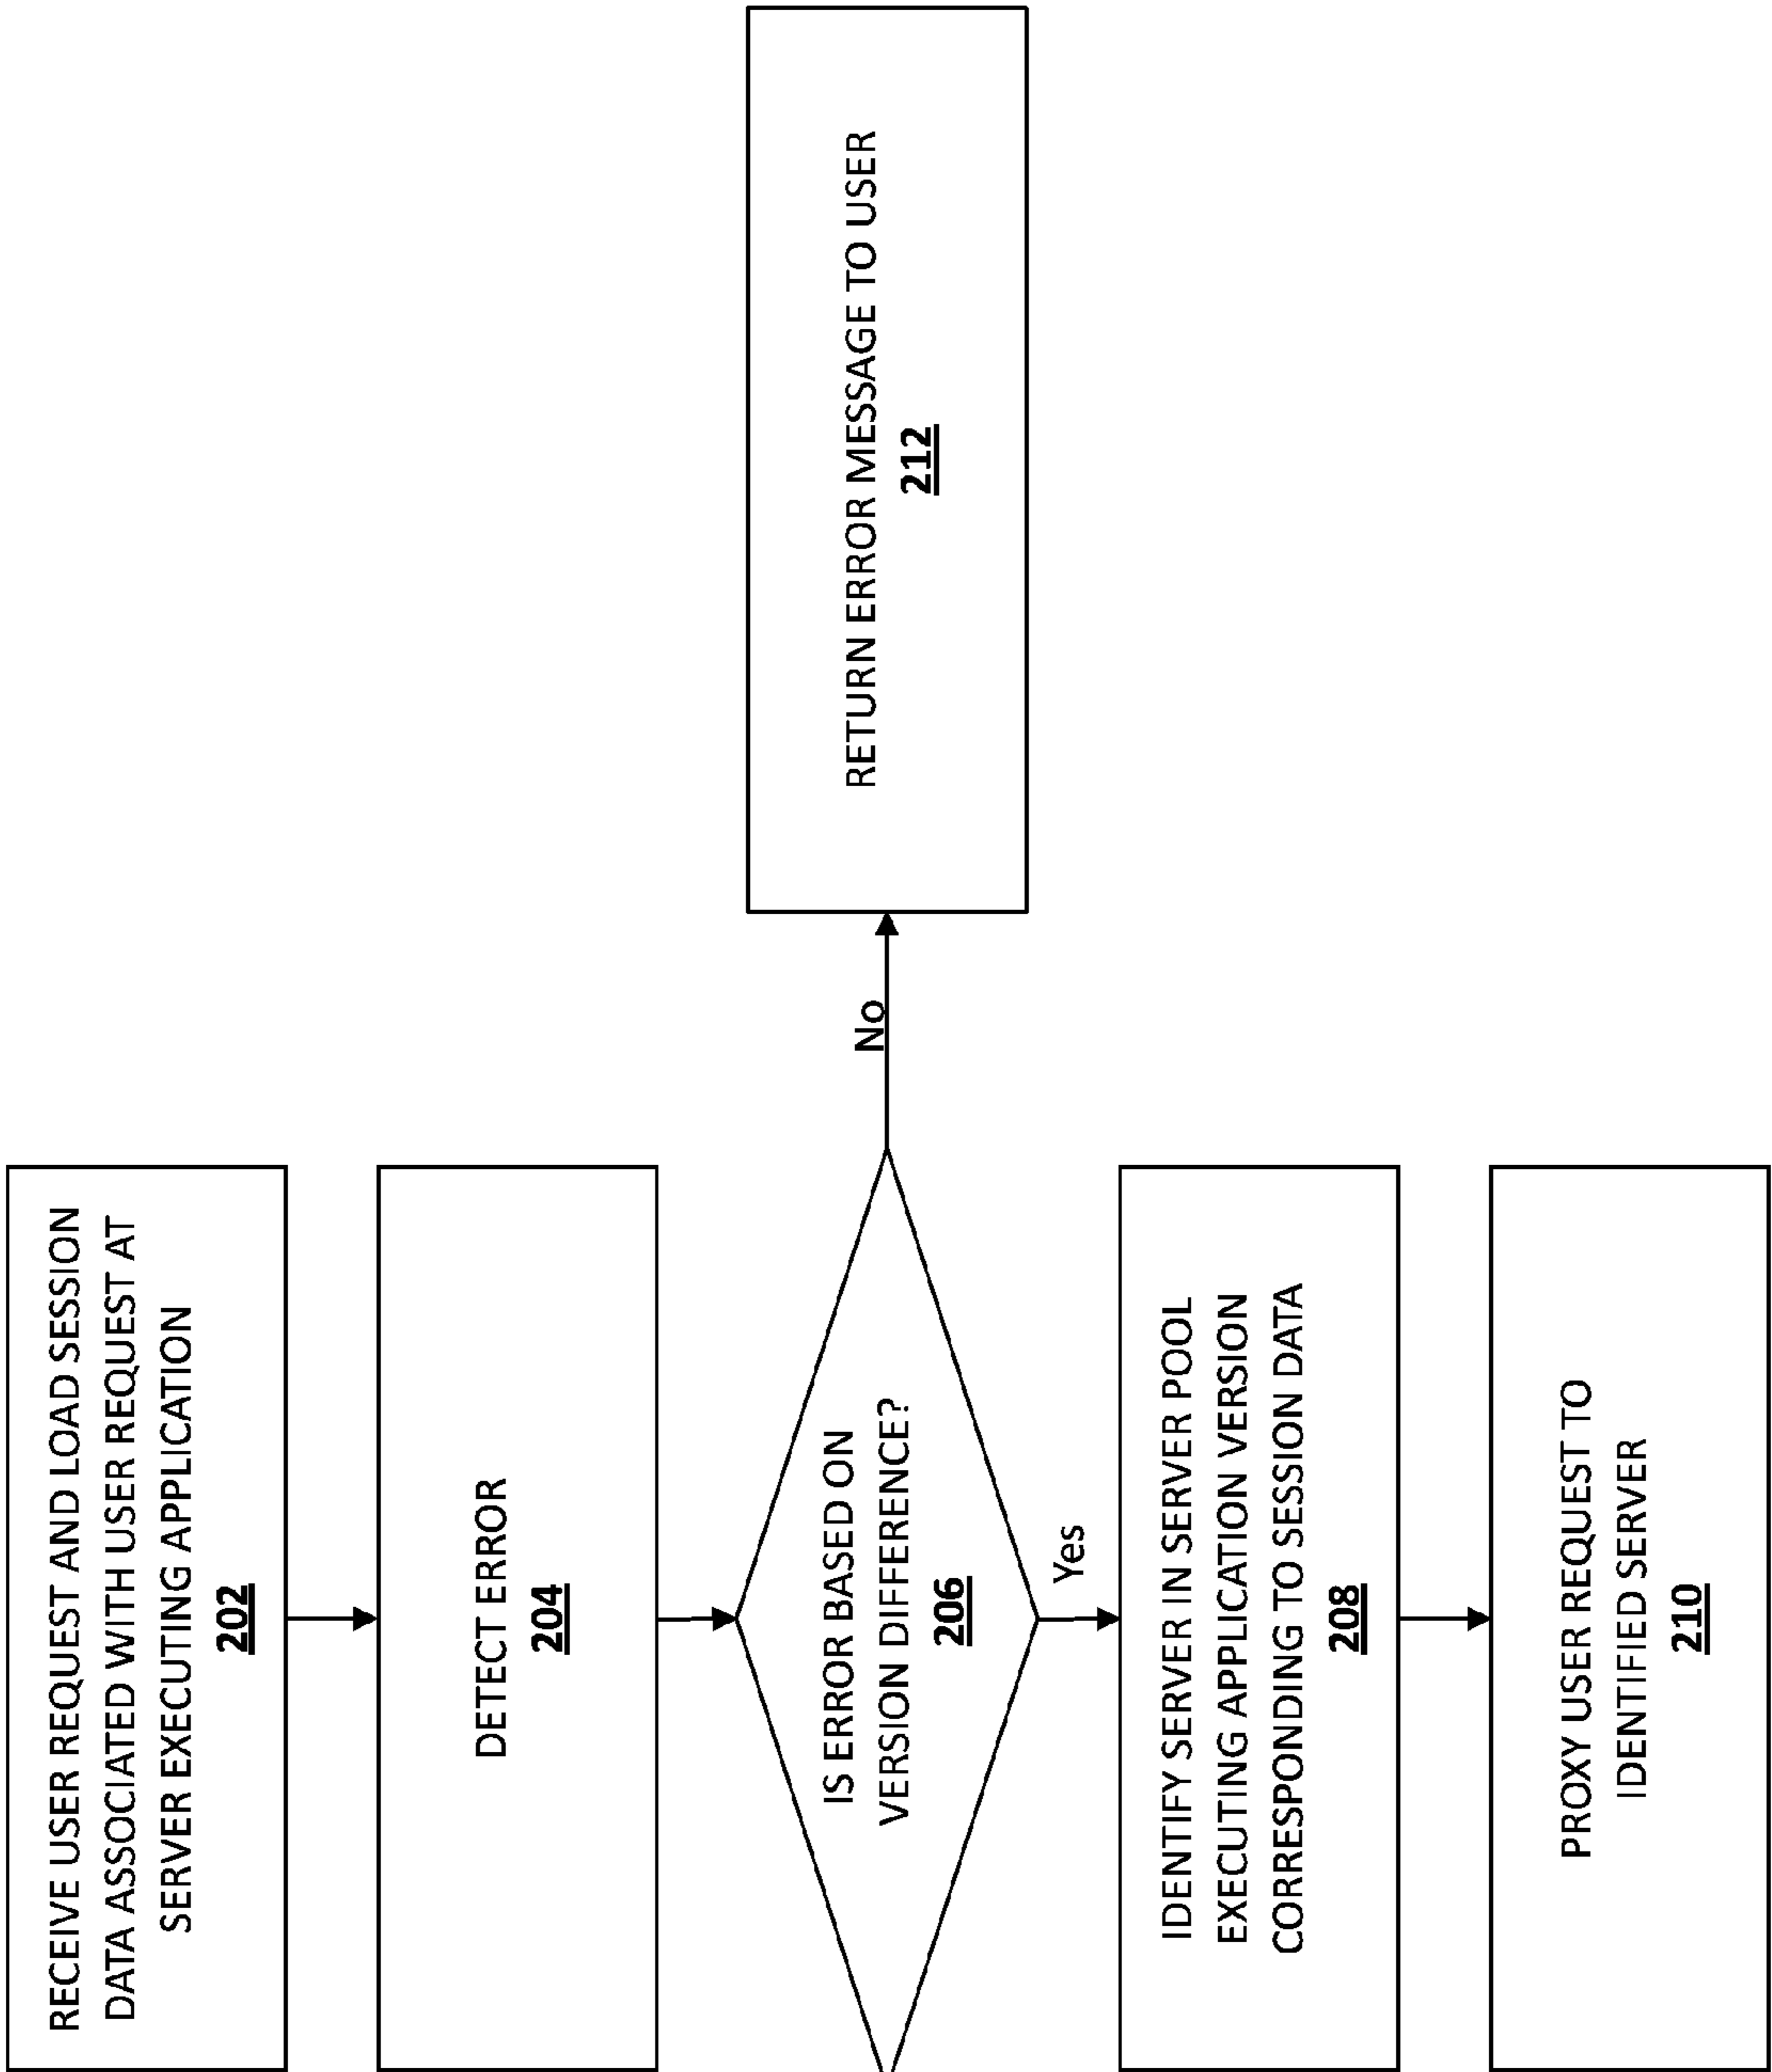 RECEIVE USER REQUEST AND LOAD SESSION
DATA ASSOCIATED WITH USER REQUEST AT
SERVER EXECUTING APPLICATION
202
DETECT ERROR
204
IS ERROR BASED ON
VERSION DIFFERENCE?
206
No
RETURN ERROR MESSAGE TO USER
212
Yes
IDENTIFY SERVER IN SERVER POOL
EXECUTING APPLICATION VERSION
CORRESPONDING TO SESSION DATA
208
PROXY USER REQUEST TO
IDENTIFIED SERVER
210